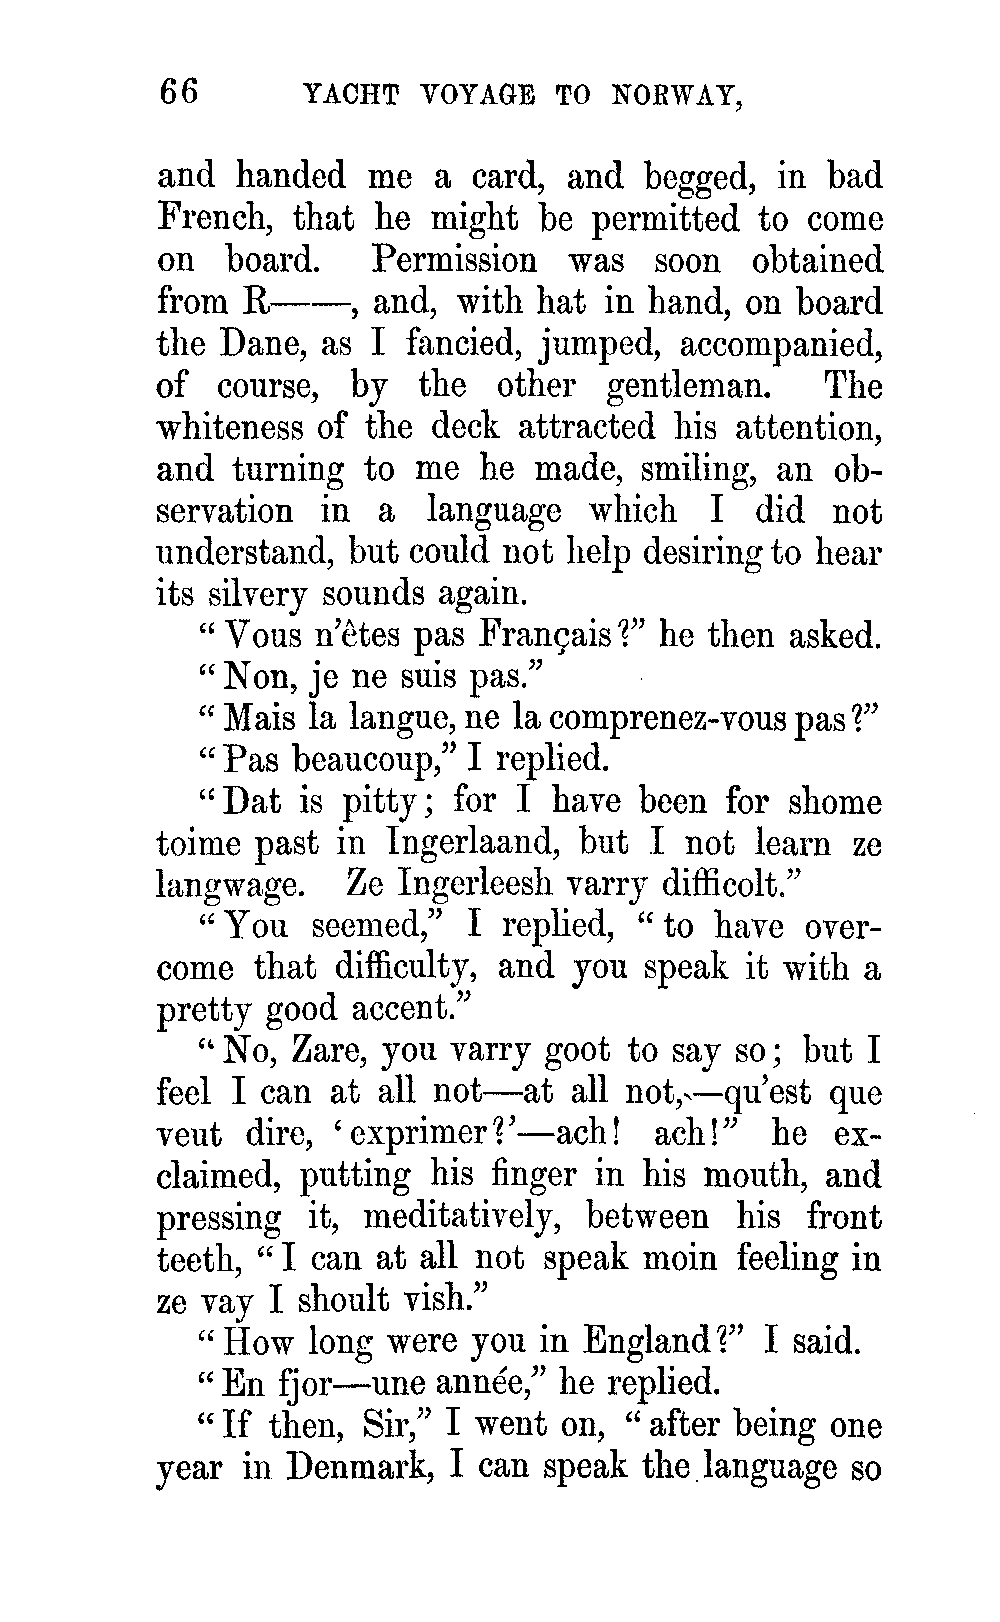 66 YACHT VOYAGE TO NORWAY,
and handed me a card, and begged, in bad
French, that he might be permitted to come
on board. Permission was soon obtained
from R——, and, with hat in hand, on board
the Dane, as I fancied, jumped, accompanied,
of course, by the other gentleman. The
whiteness of the deck attracted his attention,
and turning to me he made, smiling, an ob-
servation in a language which I did not
understand, but could not help desiring to hear
its silvery sounds again.
"Vous n'êtes pas Français?" he then asked.
"Non, je ne suis pas."
"Mais la langue, ne la comprenez-vous pas?"
"Pas beaucoup," I replied.
"Dat is pitty; for I have been for shome
toime past in Ingerlaand, but I not learn ze
langwage. Ze Ingerleesh varry difficolt."
"You seemed," I replied, "to have over-
come that difficulty, and you speak it with a
pretty good accent."
"No, Zare, you varry goot to say so; but I
feel I can at all not—at all not,—qu'est que
veut dire, 'exprimer?'—ach! ach!" he ex-
claimed, putting his finger in his mouth, and
pressing it, meditatively, between his front
teeth, "I can at all not speak moin feeling in
ze vay I shoult vish."
"How long were you in England?" I said.
"En fjor—une année," he replied.
"If then, Sir," I went on, "after being one
year in Denmark, I can speak the language so